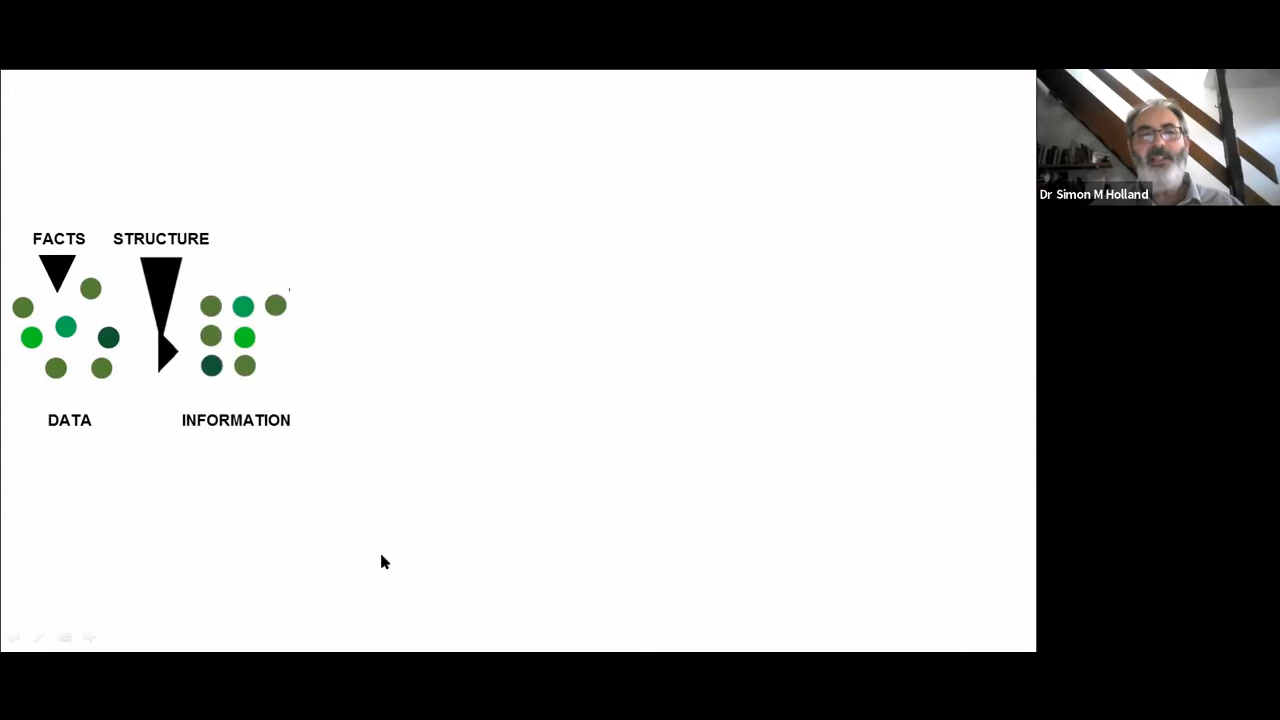 FACTS STRUCTURE
DATA INFORMATION
Dr Simon M Holland